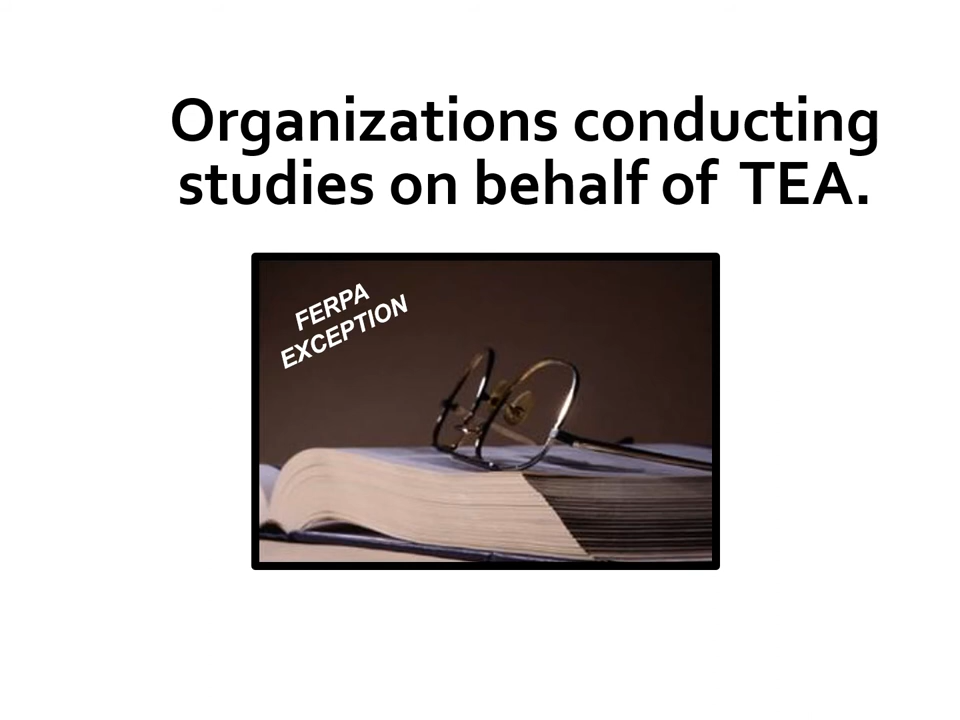 Organizations conducting
studies on behalf of TEA.
FERPA
EXCEPTION